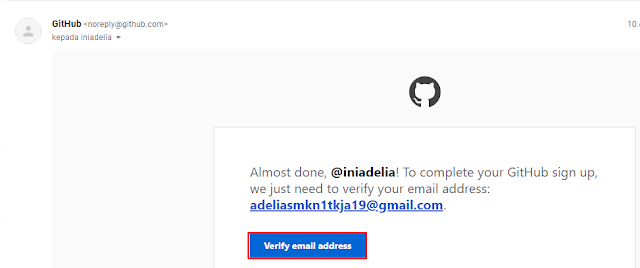 GitHub <noreply@github.com>
10.
kepada iniadelia
Almost done, @iniadelia! To complete your GitHub sign up,
we just need to verify your email address:
adeliasmkn1tkja19@gmail.com.
Verify email address